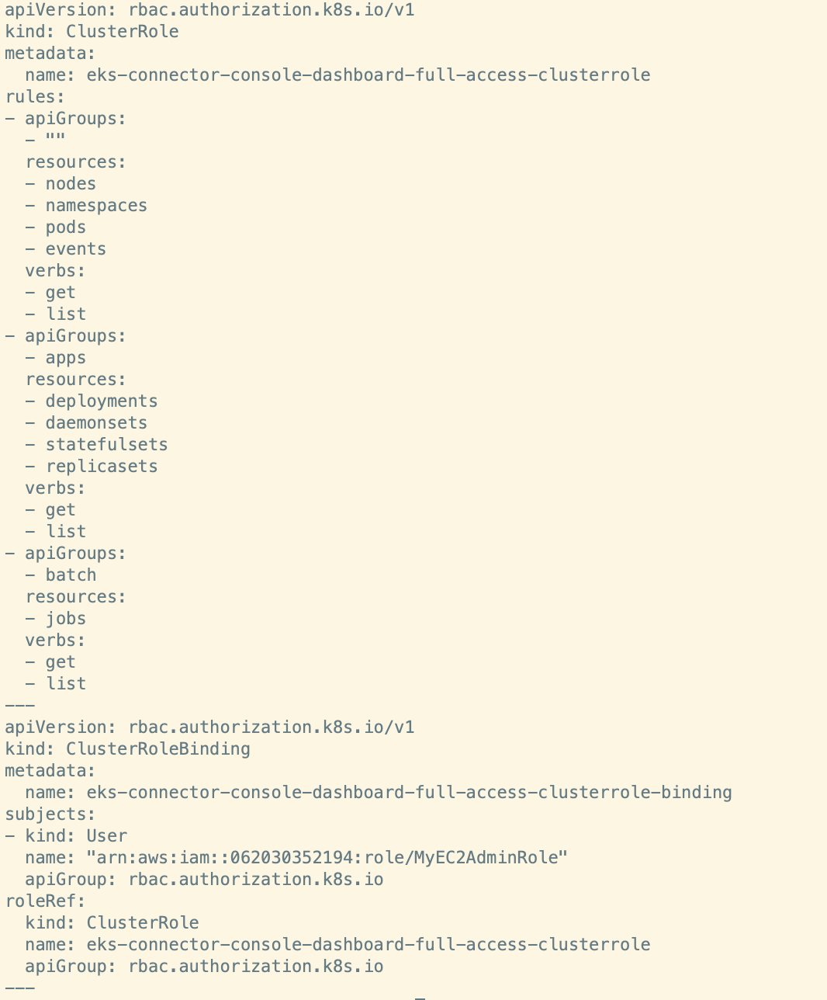 apiVersion: rbac.authorization.k8s.io/v1
kind: ClusterRole
metadata:
  name: eks-connector-console-dashboard-full-access-clusterrole
rules:
- apiGroups:
  - ""
  resources:
  - nodes
  - namespaces
  - pods
  - events
  verbs:
  - get
  - list
- apiGroups:
  - apps
  resources:
  - deployments
  - daemonsets
  - statefulsets
  - replicasets
  verbs:
  - get
  - list
- apiGroups:
  - batch
  resources:
  - jobs
  verbs:
  - get
  - list
---
apiVersion: rbac.authorization.k8s.io/v1
kind: ClusterRoleBinding
metadata:
  name: eks-connector-console-dashboard-full-access-clusterrole-binding
subjects:
- kind: User
  name: "arn:aws:iam::062030352194:role/MyEC2AdminRole"
  apiGroup: rbac.authorization.k8s.io
roleRef:
  kind: ClusterRole
  name: eks-connector-console-dashboard-full-access-clusterrole
  apiGroup: rbac.authorization.k8s.io
---